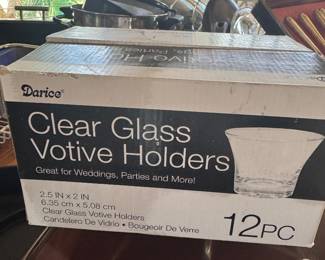 Darice®
Clear Glass
Votive Holders
Great for Weddings, Parties and More!
2.5 IN x 2 IN
6.35 cm x 5.08 cm
Clear Glass Votive Holders
Candelero De Vidrio • Bougeoir De Verre
12PC